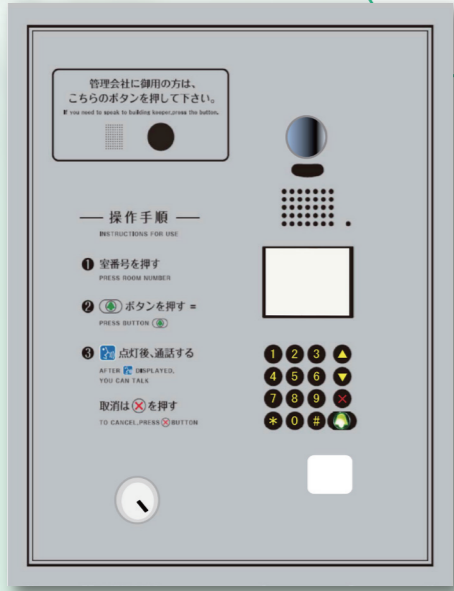 管理会社に御用の方は、
こちらのボタンを押して下さい。
If you need to speak to building keeper,press the button.
操作手順
INSTRUCTIONS FOR USE
❶ 室番号を押す
PRESS ROOM NUMBER
❷ ボタンを押す =
PRESS BUTTON
❸ 点灯後、通話する
AFTER DISPLAYED,
YOU CAN TALK
取消は ⊗ を押す
TO CANCEL,PRESS ⊗ BUTTON
1 2 3 ▲
4 5 6 ▼
7 8 9 ×
* 0 #